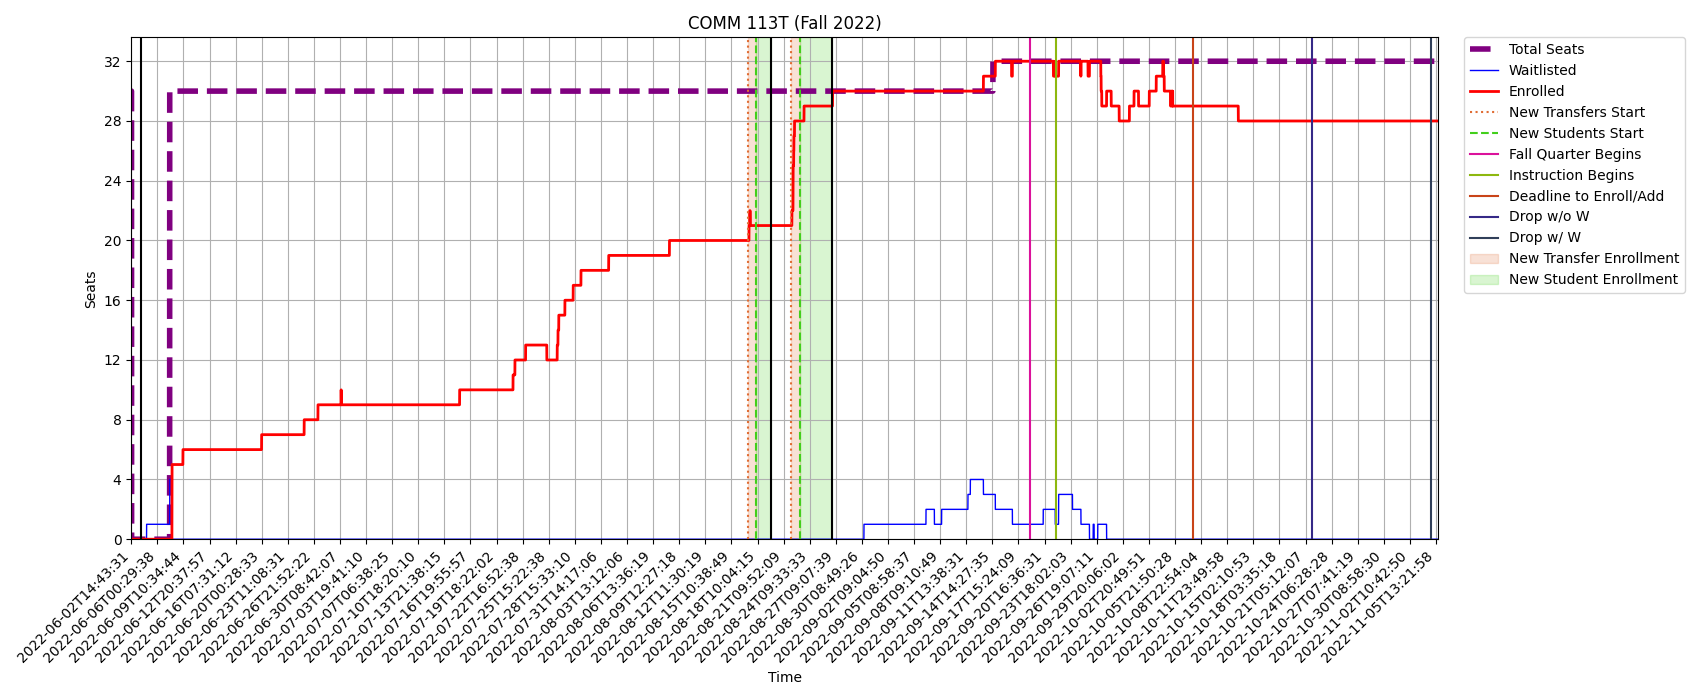 COMM 113T (Fall 2022)
Seats
32
28
24
20
16
12
8
4
0
2022-06-02T14:43:31
2022-06-06T00:29:38
2022-06-09T10:34:44
2022-06-12T20:37:57
2022-06-16T07:31:12
2022-06-20T00:28:33
2022-06-23T11:08:31
2022-06-26T21:52:22
2022-06-30T08:42:07
2022-07-03T19:41:10
2022-07-07T06:38:25
2022-07-10T18:20:10
2022-07-13T21:38:15
2022-07-16T19:55:57
2022-07-19T18:22:02
2022-07-22T16:52:38
2022-07-25T15:22:38
2022-07-28T15:33:10
2022-07-31T14:17:06
2022-08-03T13:12:06
2022-08-06T13:36:19
2022-08-09T12:27:18
2022-08-12T11:30:19
2022-08-15T10:38:49
2022-08-18T10:04:15
2022-08-21T09:52:09
2022-08-24T09:33:33
2022-08-27T09:07:39
2022-08-30T08:49:26
2022-09-02T09:04:50
2022-09-05T08:58:37
2022-09-08T09:10:49
2022-09-11T13:38:31
2022-09-14T14:27:35
2022-09-17T15:24:09
2022-09-20T16:36:31
2022-09-23T18:02:03
2022-09-26T19:07:11
2022-09-29T20:06:02
2022-10-02T20:49:51
2022-10-05T21:50:28
2022-10-08T22:54:04
2022-10-11T23:49:58
2022-10-15T02:10:53
2022-10-18T03:35:18
2022-10-21T05:12:07
2022-10-24T06:28:28
2022-10-27T07:41:19
2022-10-30T08:58:30
2022-11-02T10:42:50
2022-11-05T13:21:58
Time
Total Seats
Waitlisted
Enrolled
New Transfers Start
New Students Start
Fall Quarter Begins
Instruction Begins
Deadline to Enroll/Add
Drop w/o W
Drop w/ W
New Transfer Enrollment
New Student Enrollment